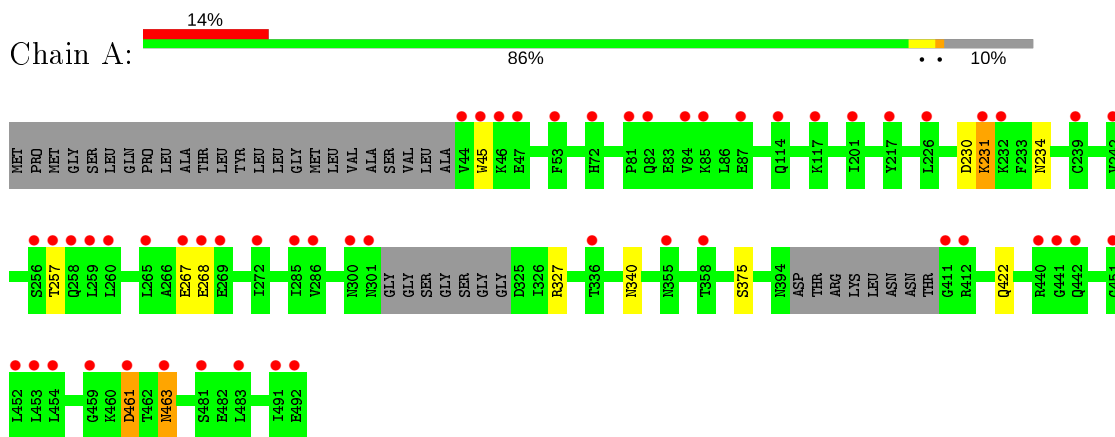 14%
Chain A:
86%
•
•
10%
MET PRO MET GLY SER LEU LEU GLN PRO LEU ALA THR LEU TYR LEU LEU GLY MET LEU VAL ALA SER VAL LEU ALA V44 W45 K46 E47 F53 H72 P81 Q82 E83 V84 K85 L86 E87 Q114 K117 I201 Y217 L226 D230 K231 K232 F233 N234 C239
S256 T257 Q258 L259 L260 L265 A266 E267 E268 E269 I272 I285 V286 N300 N301 GLY GLY SER GLY SER GLY GLY D325 I326 R327 T336 N340 N355 T358 S375 N394 ASP THR ARG LYS LEU ASN ASN THR G411 R412 Q422 R440 G441 Q442
L452 L453 L454 G459 K460 D461 T462 N463 S481 E482 L483 I491 E492